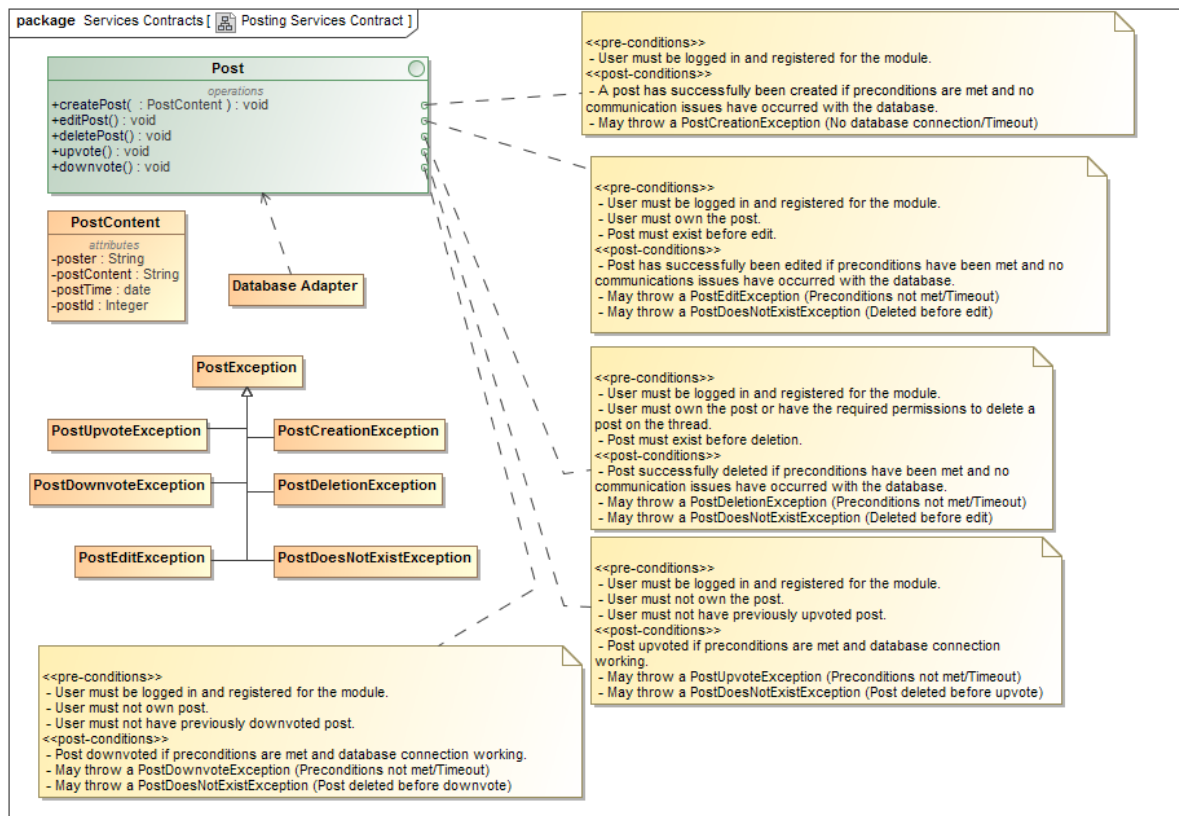 package Services Contracts [ Posting Services Contract ]
Post
operations
+createPost( : PostContent ) : void
+editPost() : void
+deletePost() : void
+upvote() : void
+downvote() : void
<<pre-conditions>>
- User must be logged in and registered for the module.
<<post-conditions>>
- A post has successfully been created if preconditions are met and no
communication issues have occurred with the database.
- May throw a PostCreationException (No database connection/Timeout)
<<pre-conditions>>
- User must be logged in and registered for the module.
- User must own the post.
- Post must exist before edit.
<<post-conditions>>
- Post has successfully been edited if preconditions have been met and no
communications issues have occurred with the database.
- May throw a PostEditException (Preconditions not met/Timeout)
- May throw a PostDoesNotExistException (Deleted before edit)
PostContent
attributes
-poster : String
-postContent : String
-postTime : date
-postId : Integer
Database Adapter
PostException
PostUpvoteException
PostCreationException
PostDownvoteException
PostDeletionException
PostEditException
PostDoesNotExistException
<<pre-conditions>>
- User must be logged in and registered for the module.
- User must own the post or have the required permissions to delete a
post on the thread.
- Post must exist before deletion.
<<post-conditions>>
- Post successfully deleted if preconditions have been met and no
communication issues have occurred with the database.
- May throw a PostDeletionException (Preconditions not met/Timeout)
- May throw a PostDoesNotExistException (Deleted before edit)
<<pre-conditions>>
- User must be logged in and registered for the module.
- User must not own the post.
- User must not have previously upvoted post.
<<post-conditions>>
- Post upvoted if preconditions are met and database connection
working.
- May throw a PostUpvoteException (Preconditions not met/Timeout)
- May throw a PostDoesNotExistException (Post deleted before upvote)
<<pre-conditions>>
- User must be logged in and registered for the module.
- User must not own post.
- User must not have previously downvoted post.
<<post-conditions>>
- Post downvoted if preconditions are met and database connection working.
- May throw a PostDownvoteException (Preconditions not met/Timeout)
- May throw a PostDoesNotExistException (Post deleted before downvote)